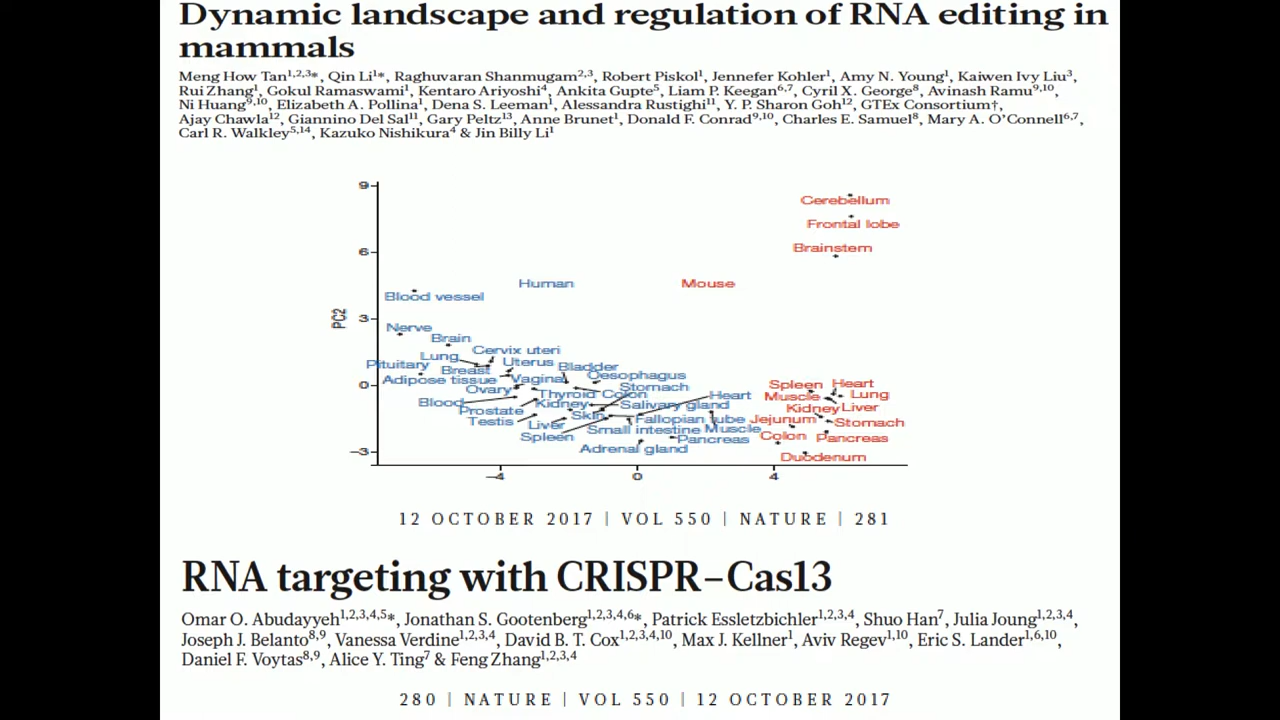 Dynamic landscape and regulation of RNA editing in
mammals
Meng How Tan1,2,3*, Qin Li1*, Raghuvaran Shanmugam2,3, Robert Piskol1, Jennefer Kohler1, Amy N. Young1, Kaiwen Ivy Liu3,
Rui Zhang1, Gokul Ramaswami1, Kentaro Ariyoshi4, Ankita Gupte5, Liam P. Keegan6,7, Cyril X. George8, Avinash Ramu9,10,
Ni Huang9,10, Elizabeth A. Pollina1, Dena S. Leeman1, Alessandra Rustighi11, Y. P. Sharon Goh12, GTEx Consortium†,
Ajay Chawla12, Giannino Del Sal11, Gary Peltz13, Anne Brunet1, Donald F. Conrad9,10, Charles E. Samuel8, Mary A. O'Connell6,7,
Carl R. Walkley5,14, Kazuko Nishikura4 & Jin Billy Li1
9
Cerebellum
Frontal lobe
6
Brainstem
Human
Mouse
Blood vessel
PC2
3
Nerve
Brain
Cervix uteri
Lung
Uterus
Pituitary
Bladder
Breast
Oesophagus
Adipose tissue
Vagina
0
Stomach
Spleen
Heart
Ovary
Thyroid
Colon
Heart
Muscle
Lung
Blood
Kidney
Salivary gland
Kidney
Liver
Prostate
Skin
Fallopian tube
Jejunum
Testis
Liver
Small intestine
Muscle
Stomach
Spleen
Pancreas
Colon
Pancreas
Adrenal gland
−3
Duodenum
−4
0
4
12 OCTOBER 2017 | VOL 550 | NATURE | 281
RNA targeting with CRISPR–Cas13
Omar O. Abudayyeh1,2,3,4,5*, Jonathan S. Gootenberg1,2,3,4,6*, Patrick Essletzbichler1,2,3,4, Shuo Han7, Julia Joung1,2,3,4,
Joseph J. Belanto8,9, Vanessa Verdine1,2,3,4, David B. T. Cox1,2,3,4,10, Max J. Kellner1, Aviv Regev1,10, Eric S. Lander1,6,10,
Daniel F. Voytas8,9, Alice Y. Ting7 & Feng Zhang1,2,3,4
280 | NATURE | VOL 550 | 12 OCTOBER 2017